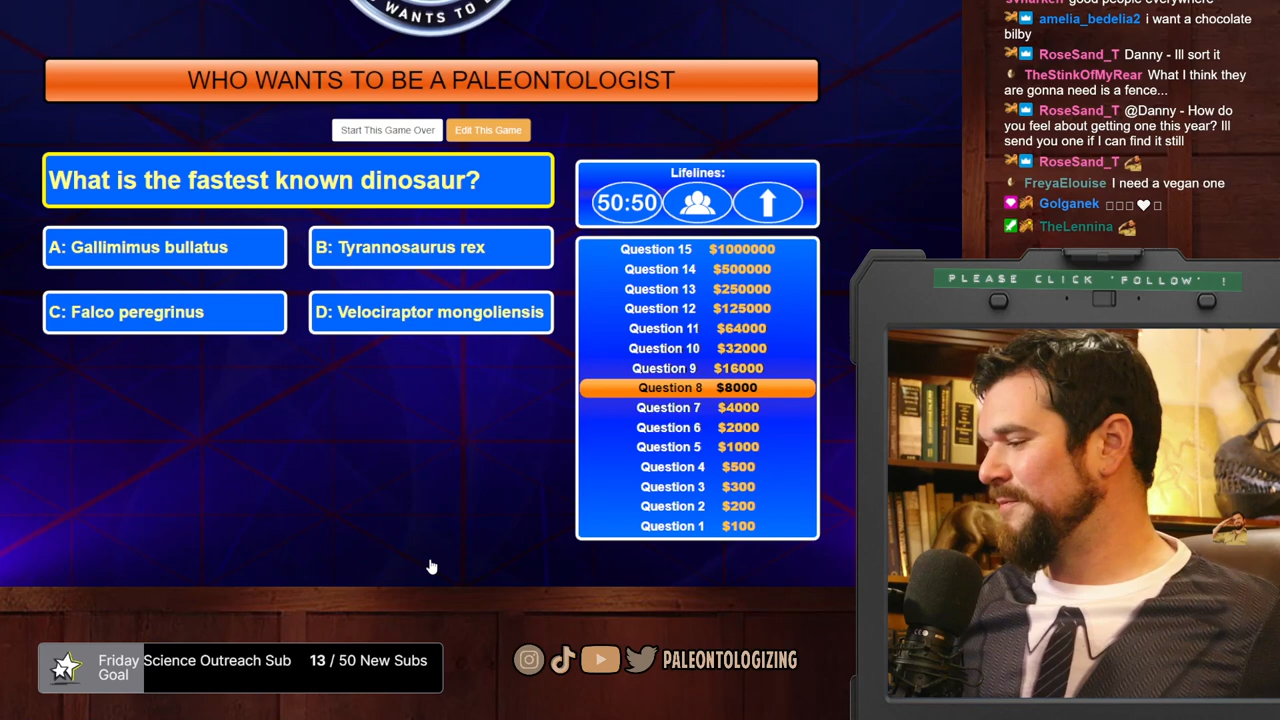 WANTS TO
WHO WANTS TO BE A PALEONTOLOGIST
Start This Game Over
Edit This Game
What is the fastest known dinosaur?
A: Gallimimus bullatus
B: Tyrannosaurus rex
C: Falco peregrinus
D: Velociraptor mongoliensis
Lifelines:
50:50
Question 15 $1000000
Question 14 $500000
Question 13 $250000
Question 12 $125000
Question 11 $64000
Question 10 $32000
Question 9 $16000
Question 8 $8000
Question 7 $4000
Question 6 $2000
Question 5 $1000
Question 4 $500
Question 3 $300
Question 2 $200
Question 1 $100
good people everywhere
amelia_bedelia2 i want a chocolate
bilby
RoseSand_T Danny - Ill sort it
TheStinkOfMyRear What I think they
are gonna need is a fence...
RoseSand_T @Danny - How do
you feel about getting one this year? Ill
send you one if I can find it still
RoseSand_T
FreyaElouise I need a vegan one
Golganek
TheLennina
PLEASE CLICK 'FOLLOW' !
Friday Science Outreach Sub 13 / 50 New Subs
Goal
PALEONTOLOGIZING